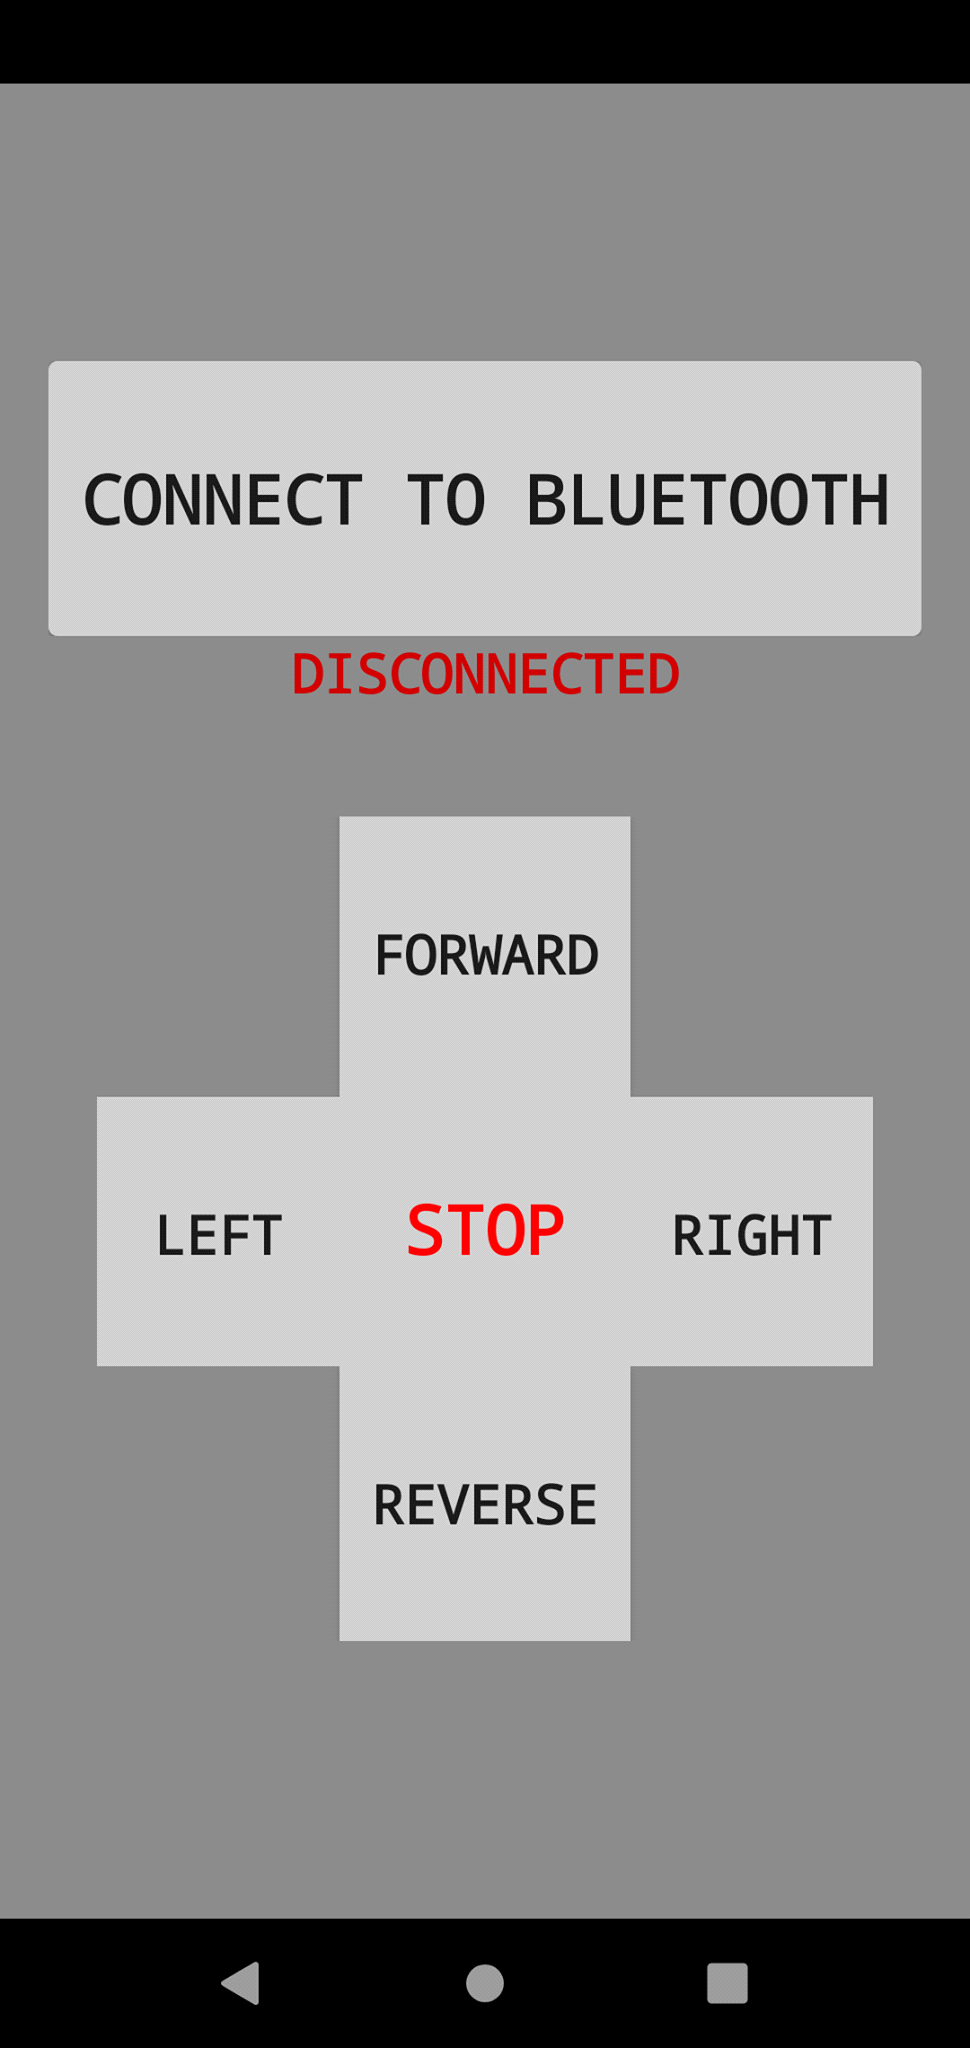 CONNECT TO BLUETOOTH
DISCONNECTED
FORWARD
LEFT STOP RIGHT
REVERSE